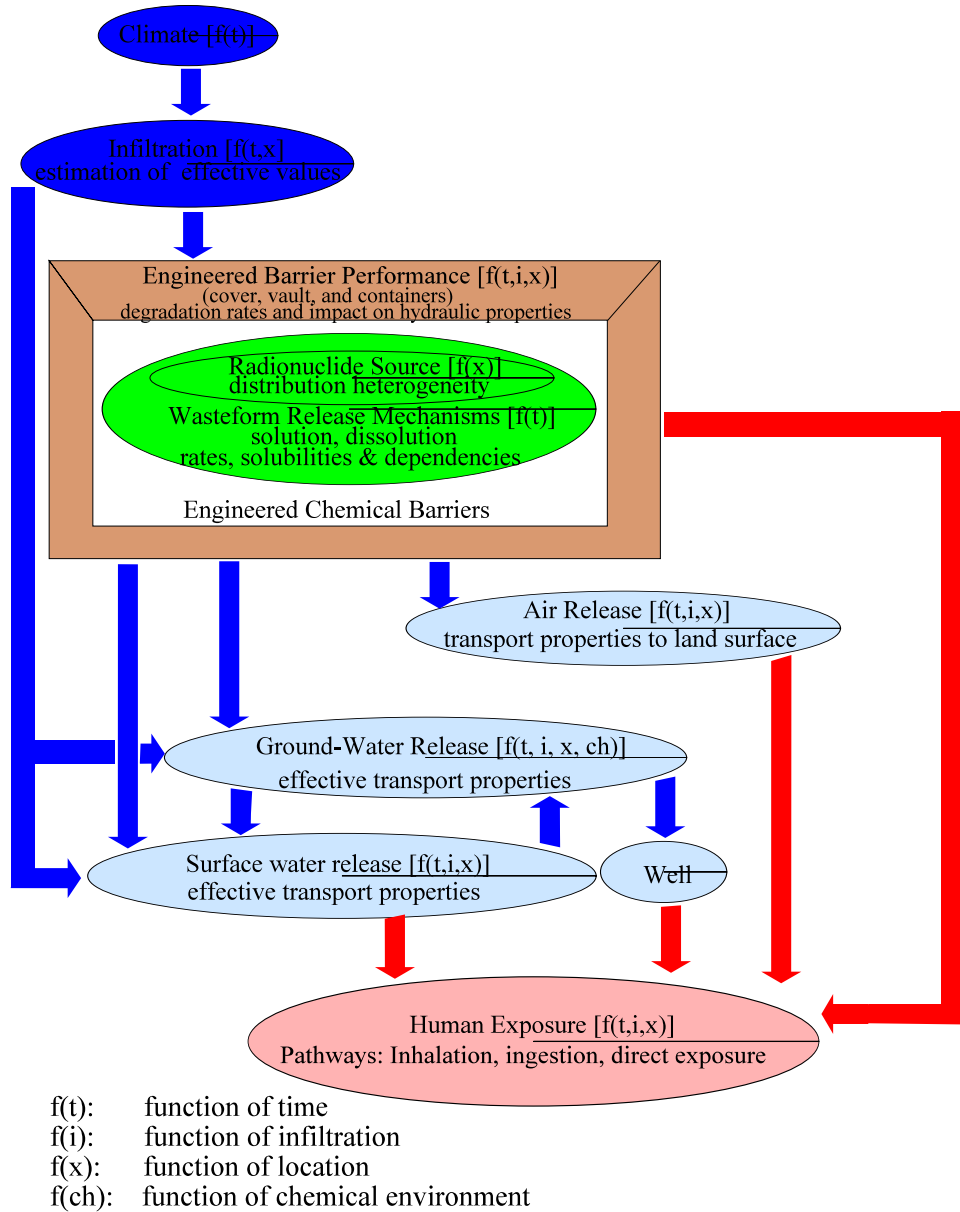 Climate [f(t)]
Infiltration [f(t,x]
estimation of effective values
Engineered Barrier Performance [f(t,i,x)]
(cover, vault, and containers)
degradation rates and impact on hydraulic properties
Radionuclide Source [f(x)]
distribution heterogeneity
Wasteform Release Mechanisms [f(t)]
solution, dissolution
rates, solubilities & dependencies
Engineered Chemical Barriers
Air Release [f(t,i,x)]
transport properties to land surface
Ground-Water Release [f(t, i, x, ch)]
effective transport properties
Surface water release [f(t,i,x)]
effective transport properties
Well
Human Exposure [f(t,i,x)]
Pathways: Inhalation, ingestion, direct exposure
f(t): function of time
f(i): function of infiltration
f(x): function of location
f(ch): function of chemical environment